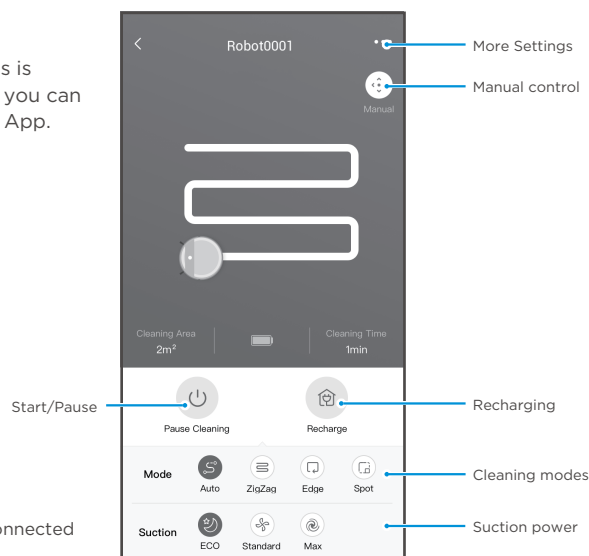 s is
you can
App.
Robot0001
More Settings
Manual control
Manual
Cleaning Area
2m²
Cleaning Time
1min
Start/Pause
Recharging
Pause Cleaning
Recharge
Mode
Auto
ZigZag
Edge
Spot
Cleaning modes
onnected
Suction
ECO
Standard
Max
Suction power